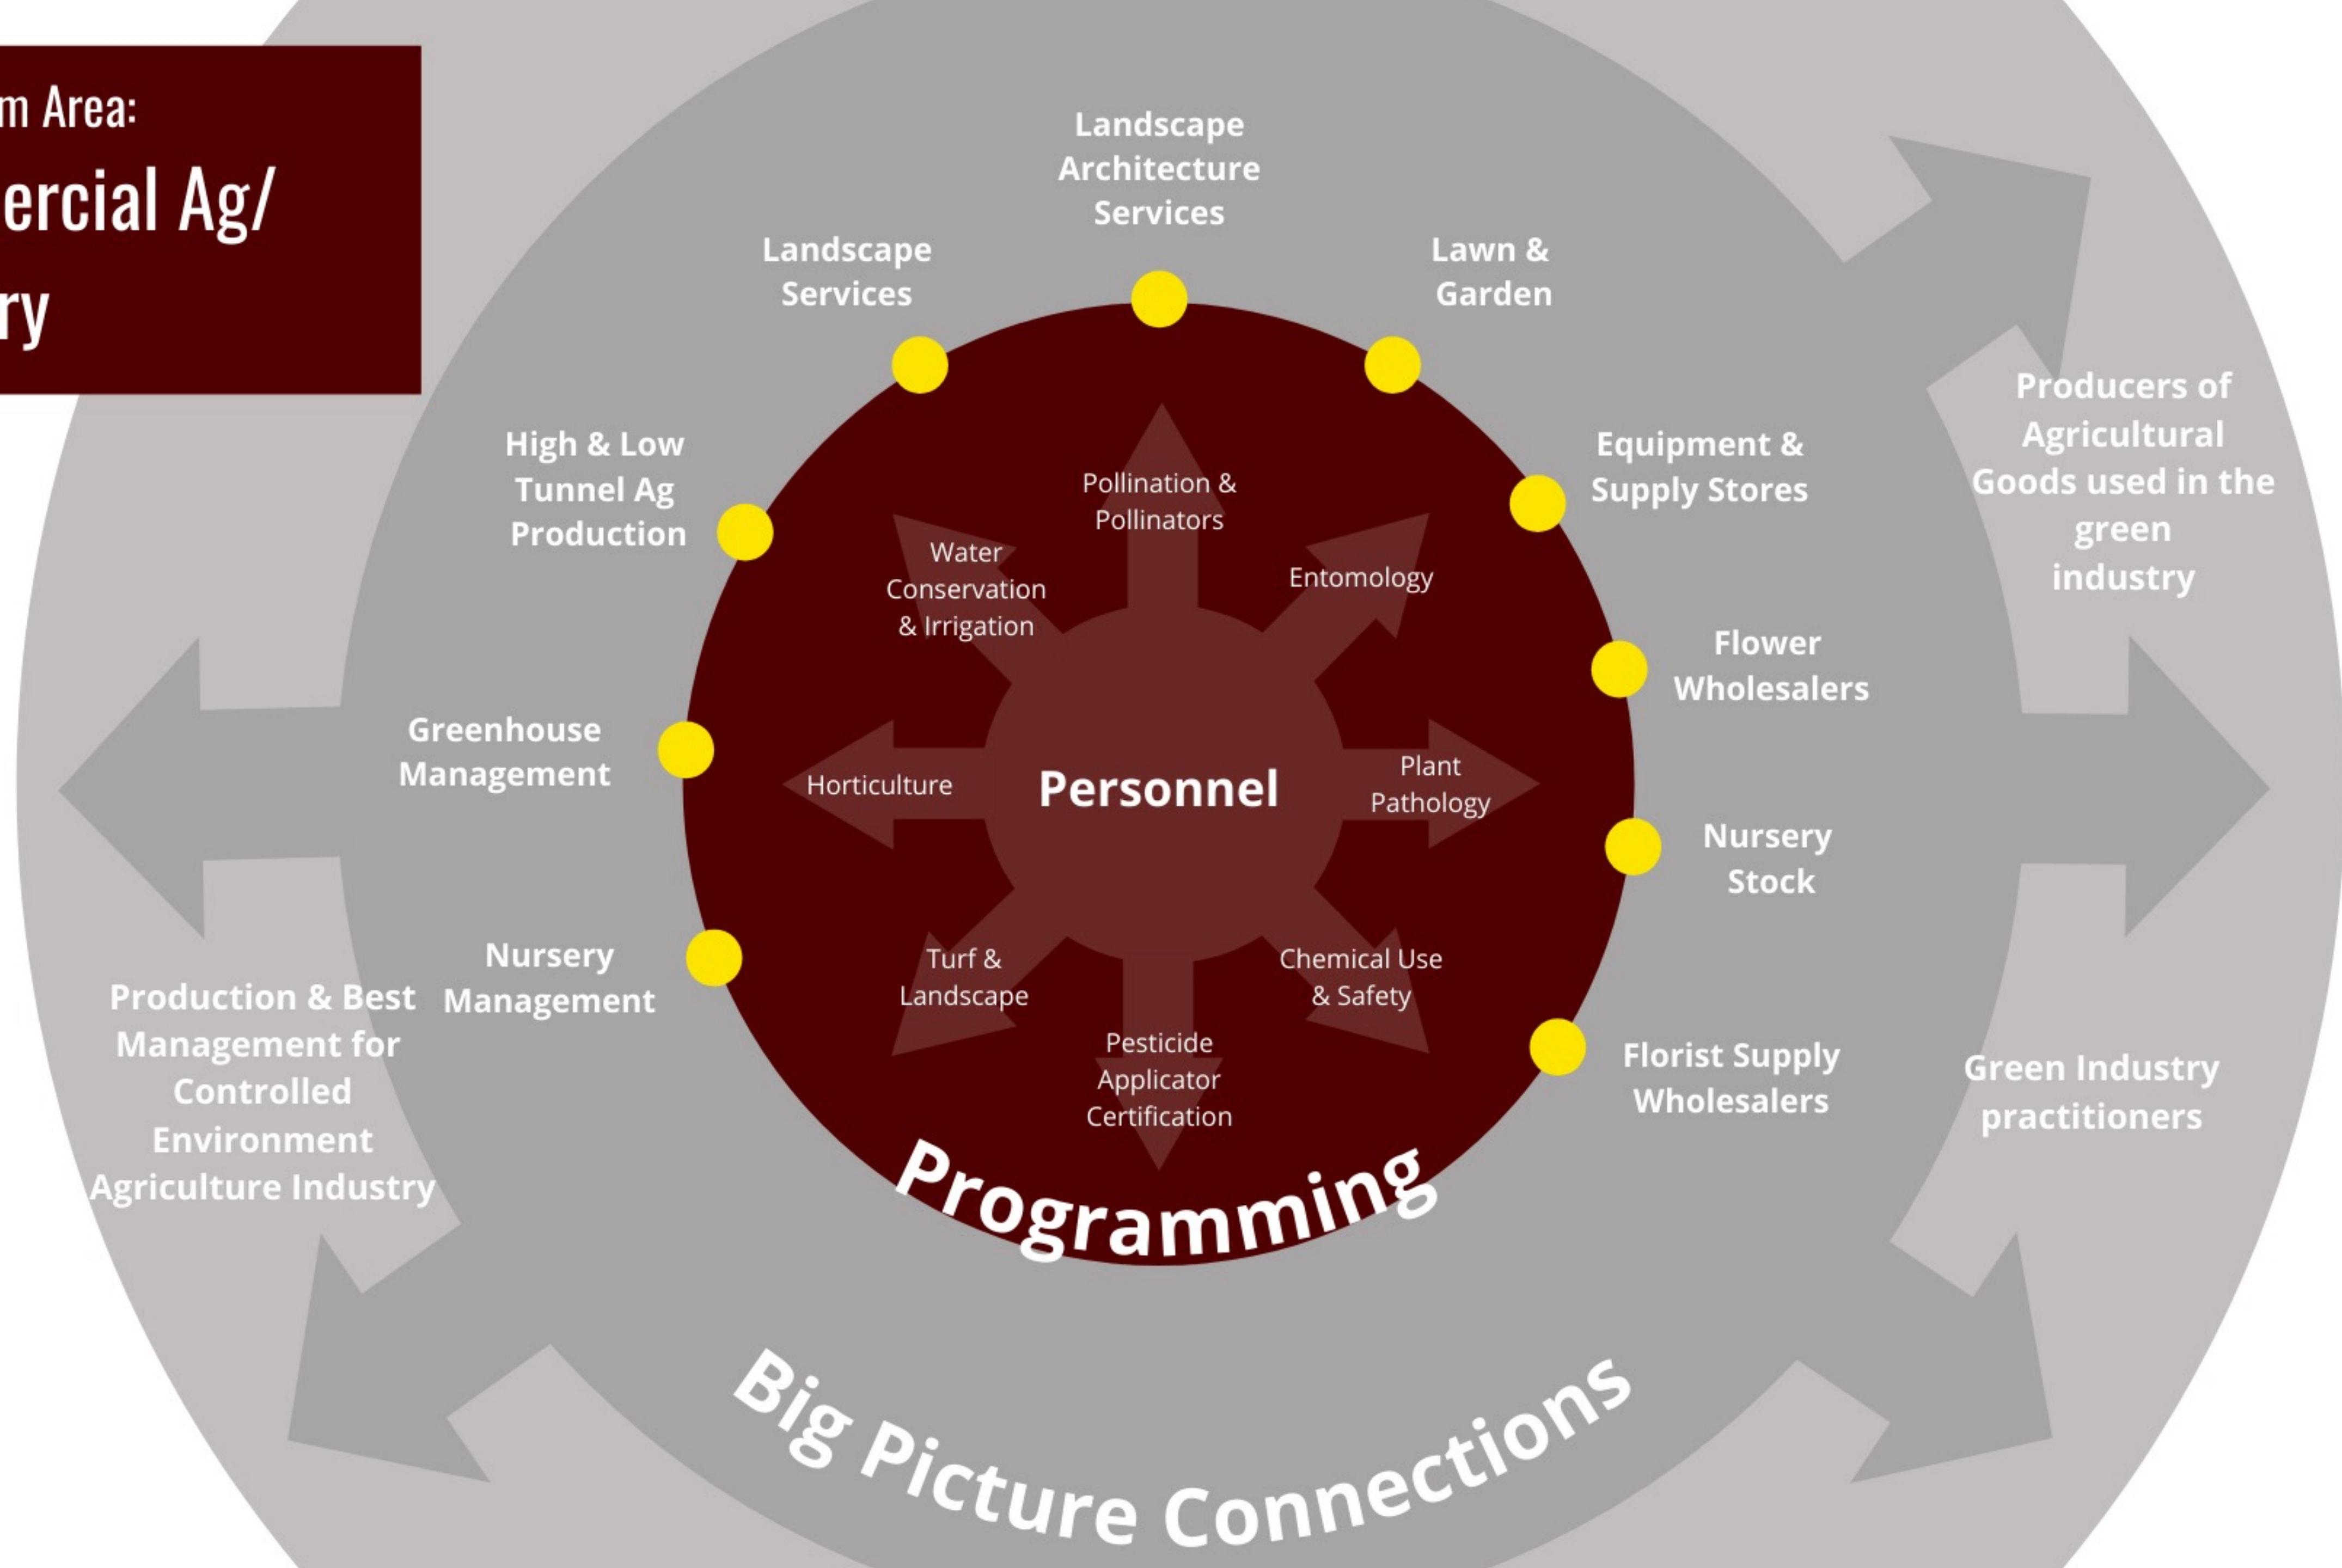 m Area:
ercial Ag/
ry
Landscape
Architecture
Services
Landscape
Services
Lawn &
Garden
High & Low
Tunnel Ag
Production
Equipment &
Supply Stores
Producers of
Agricultural
Goods used in the
green
industry
Pollination &
Pollinators
Water
Conservation
& Irrigation
Entomology
Flower
Wholesalers
Greenhouse
Management
Horticulture
Personnel
Plant
Pathology
Nursery
Stock
Nursery
Management
Turf &
Landscape
Chemical Use
& Safety
Production & Best
Management for
Controlled
Environment
Agriculture Industry
Pesticide
Applicator
Certification
Florist Supply
Wholesalers
Green Industry
practitioners
Programming
Big Picture Connections